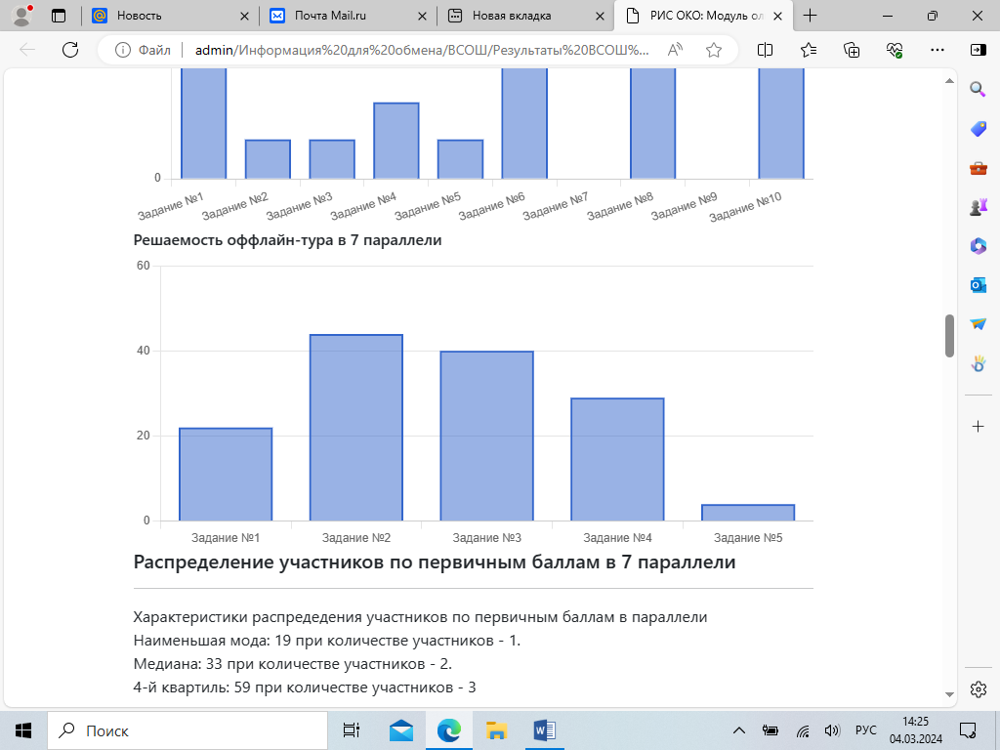 Новость
Почта Mail.ru
Новая вкладка
РИС ОКО: Модуль ол
Файл
admin/Информация%20для%20обмена/ВСОШ/Результаты%20ВСОШ%...
0
Задание №1
Задание №2
Задание №3
Задание №4
Задание №5
Задание №6
Задание №7
Задание №8
Задание №9
Задание №10
Решаемость оффлайн-тура в 7 параллели
60
40
20
0
Задание №1
Задание №2
Задание №3
Задание №4
Задание №5
Распределение участников по первичным баллам в 7 параллели
Характеристики распредедения участников по первичным баллам в параллели
Наименьшая мода: 19 при количестве участников - 1.
Медиана: 33 при количестве участников - 2.
4-й квартиль: 59 при количестве участников - 3
Поиск
РУС
14:25
04.03.2024